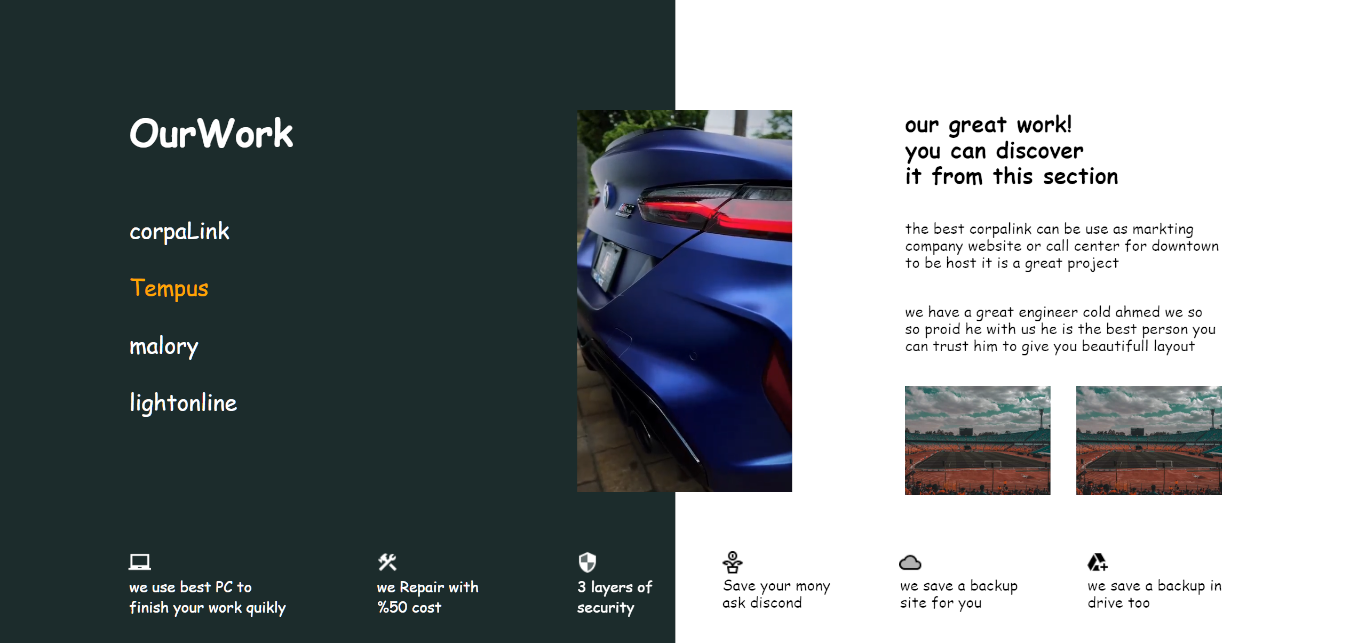 OurWork
corpaLink
Tempus
malory
lightonline
our great work!
you can discover
it from this section
the best corpalink can be use as markting
company website or call center for downtown
to be host it is a great project
we have a great engineer cold ahmed we so
so proid he with us he is the best person you
can trust him to give you beautifull layout
we use best PC to
finish your work quikly
we Repair with
%50 cost
3 layers of
security
Save your mony
ask discond
we save a backup
site for you
we save a backup in
drive too